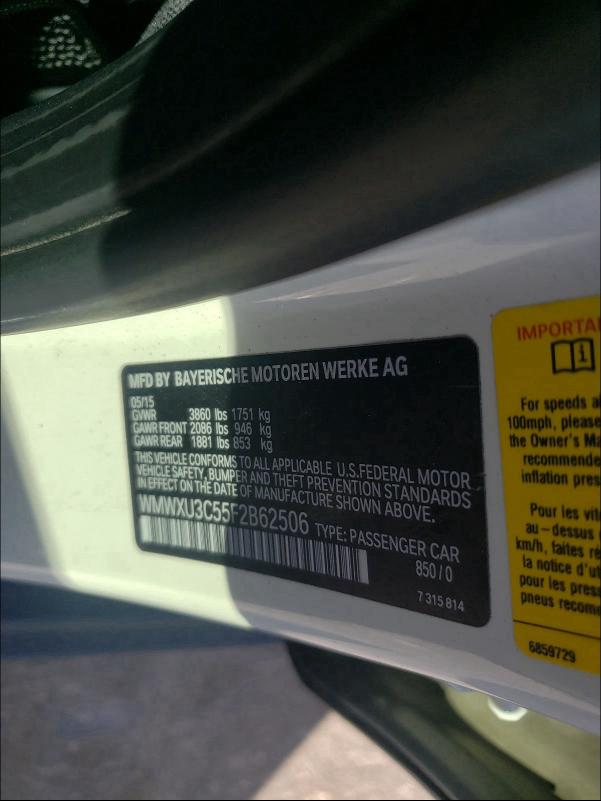 MFD BY BAYERISCHE MOTOREN WERKE AG
05/15
GVWR 3860 lbs 1751 kg
GAWR FRONT 2086 lbs 946 kg
GAWR REAR 1881 lbs 853 kg
THIS VEHICLE CONFORMS TO ALL APPLICABLE U.S.FEDERAL MOTOR
VEHICLE SAFETY, BUMPER AND THEFT PREVENTION STANDARDS
IN EFFECT ON DATE OF MANUFACTURE SHOWN ABOVE.
WMWXU3C55F2B62506 TYPE: PASSENGER CAR
850/0
7 315 814
IMPORTA
i
For speeds a
100mph, please
the Owner's Ma
recommende
inflation pres
Pour les vit
au-dessus
km/h, faites ré
la notice d'ut
pour les press
pneus recomm
6859729